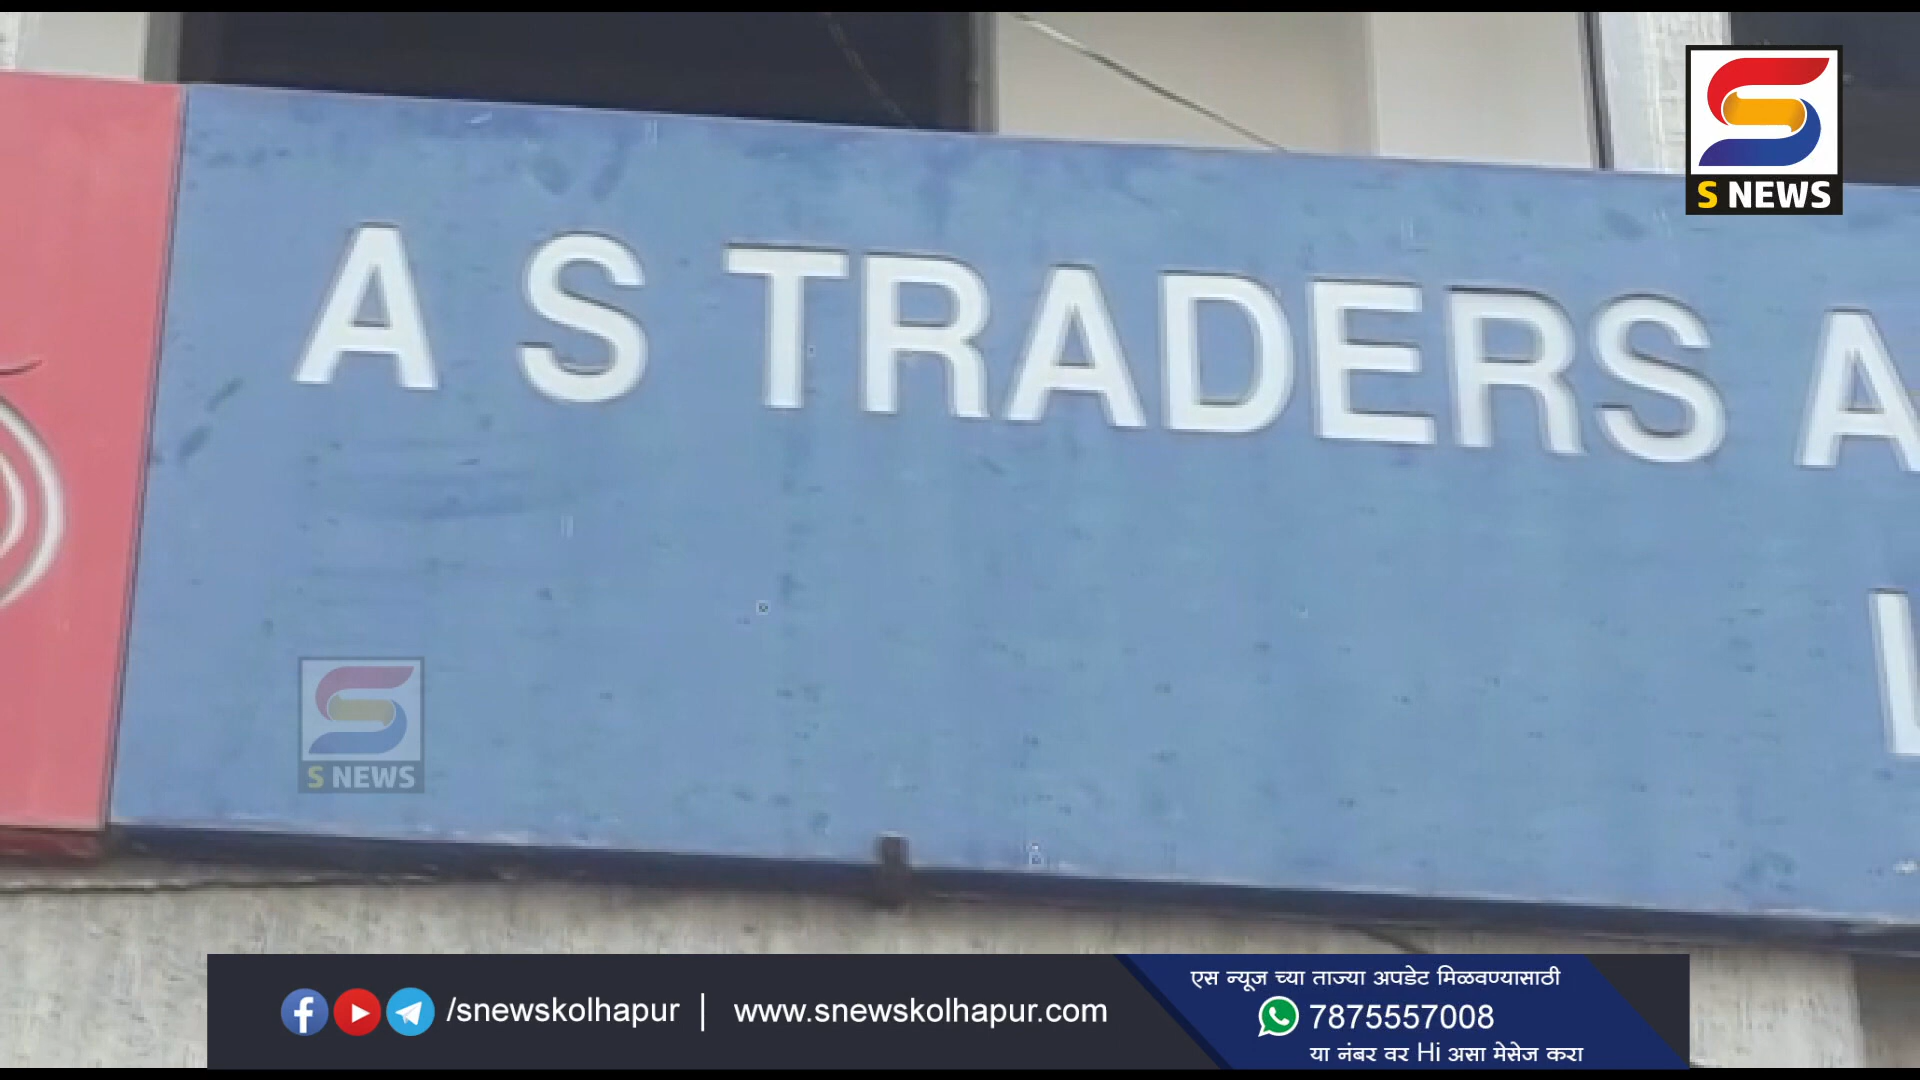 S NEWS
A S TRADERS A
L
S NEWS
/snewskolhapur | www.snewskolhapur.com
एस न्यूज च्या ताज्या अपडेट मिळवण्यासाठी
7875557008
या नंबर वर Hi असा मेसेज करा